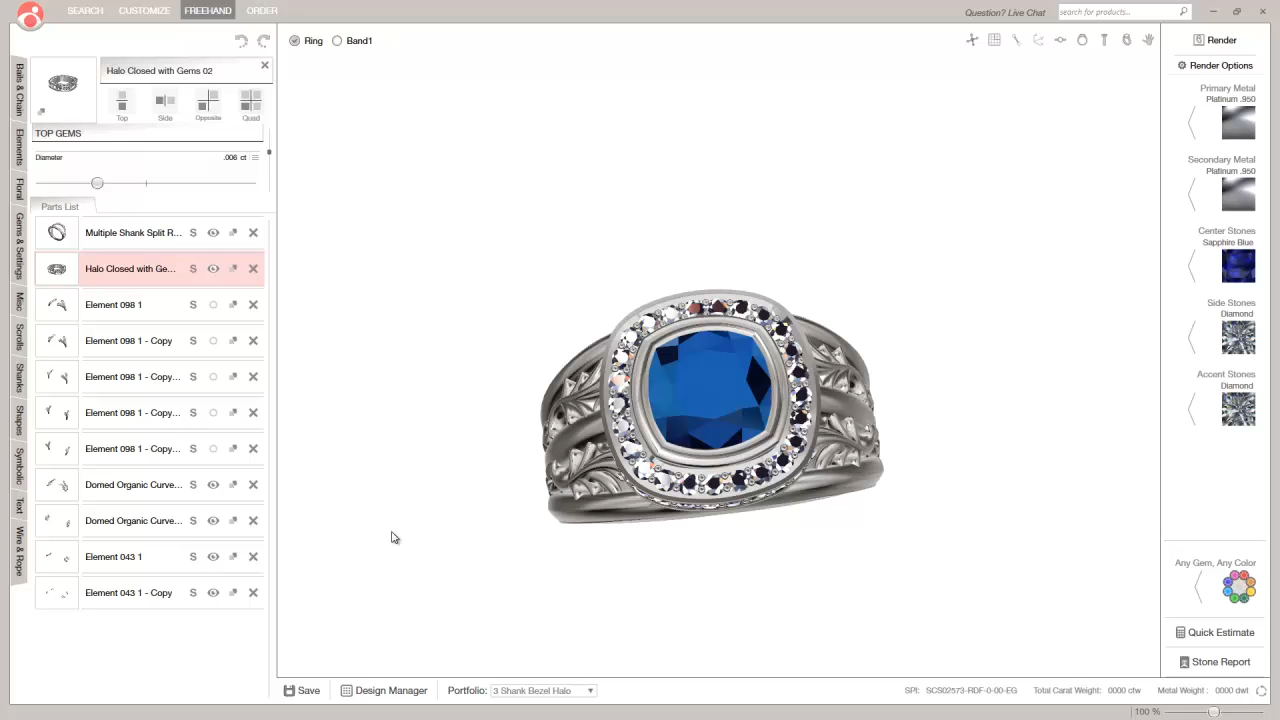 SEARCH CUSTOMIZE FREEHAND ORDER
Question? Live Chat
search for products...
Ring Band1
Render
Halo Closed with Gems 02
Render Options
Top Side Opposite Quad
TOP GEMS
Diameter .006 ct
Parts List
Multiple Shank Split R... S
Halo Closed with Ge... S
Element 098 1 S
Element 098 1 - Copy S
Element 098 1 - Copy... S
Element 098 1 - Copy... S
Element 098 1 - Copy... S
Domed Organic Curve... S
Domed Organic Curve... S
Element 043 1 S
Element 043 1 - Copy S
Bails & Chain
Elements
Floral
Gems & Settings
Misc
Scrolls
Shanks
Shapes
Symbolic
Text
Wire & Rope
Primary Metal
Platinum .950
Secondary Metal
Platinum .950
Center Stones
Sapphire Blue
Side Stones
Diamond
Accent Stones
Diamond
Any Gem, Any Color
Quick Estimate
Stone Report
Save Design Manager Portfolio: 3 Shank Bezel Halo
SPI: SCS02573-RDF-0-00-EG Total Carat Weight: 0000 ctw Metal Weight : 0000 dwt
100 %